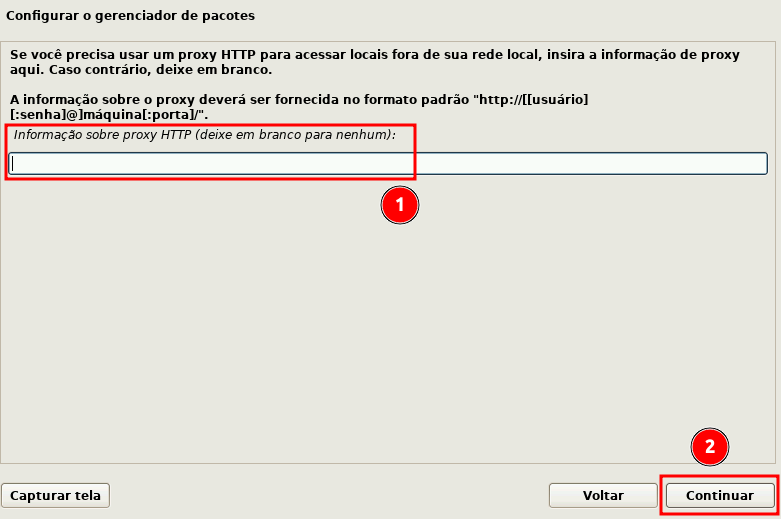 Configurar o gerenciador de pacotes
Se você precisa usar um proxy HTTP para acessar locais fora de sua rede local, insira a informação de proxy
aqui. Caso contrário, deixe em branco.
A informação sobre o proxy deverá ser fornecida no formato padrão "http://[[usuário]
[:senha]@]máquina[:porta]/".
Informação sobre proxy HTTP (deixe em branco para nenhum):
1
2
Capturar tela
Voltar
Continuar